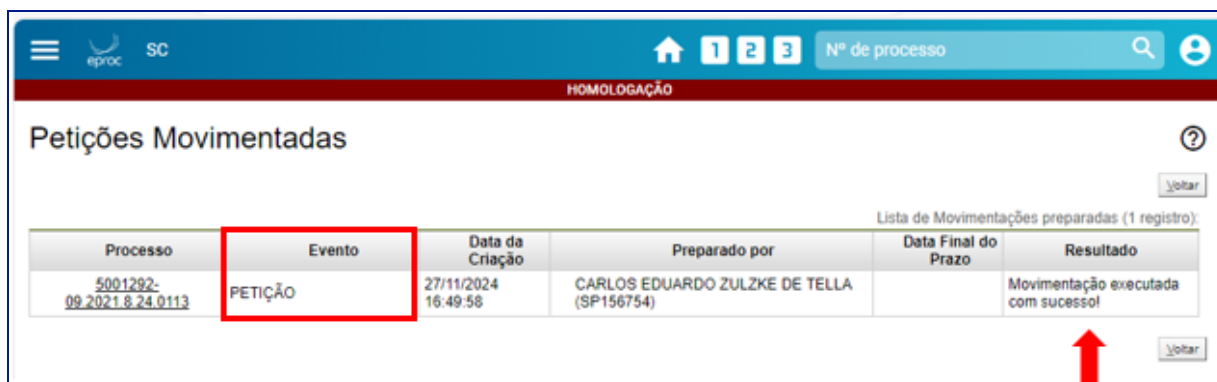 eproc SC 1 2 3 Nº de processo
HOMOLOGAÇÃO
Petições Movimentadas
Voltar
Lista de Movimentações preparadas (1 registro):
Processo Evento Data da Criação Preparado por Data Final do Prazo Resultado
5001292-
09.2021.8.24.0113
PETIÇÃO
27/11/2024
16:49:58
CARLOS EDUARDO ZULZKE DE TELLA
(SP156754)
Movimentação executada
com sucesso!
Voltar